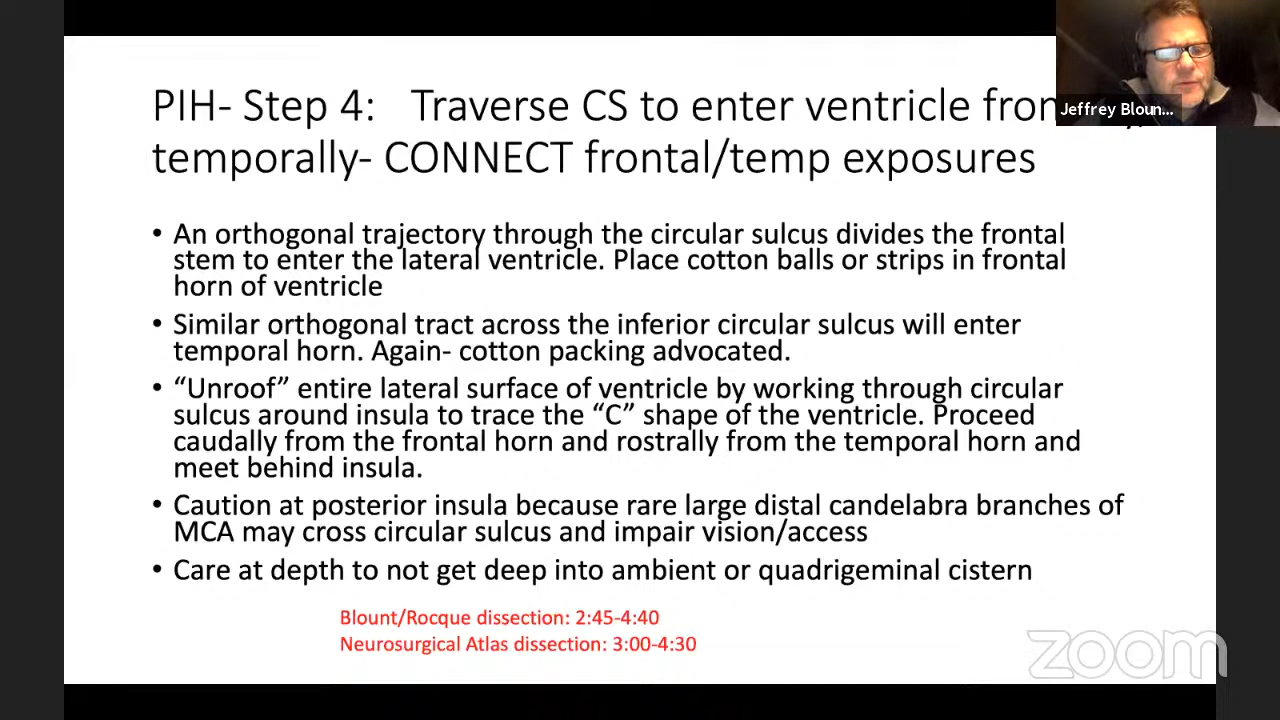 PIH- Step 4: Traverse CS to enter ventricle
temporally- CONNECT frontal/temp exposures
• An orthogonal trajectory through the circular sulcus divides the frontal
stem to enter the lateral ventricle. Place cotton balls or strips in frontal
horn of ventricle
• Similar orthogonal tract across the inferior circular sulcus will enter
temporal horn. Again- cotton packing advocated.
• “Unroof” entire lateral surface of ventricle by working through circular
sulcus around insula to trace the “C” shape of the ventricle. Proceed
caudally from the frontal horn and rostrally from the temporal horn and
meet behind insula.
• Caution at posterior insula because rare large distal candelabra branches of
MCA may cross circular sulcus and impair vision/access
• Care at depth to not get deep into ambient or quadrigeminal cistern
Blount/Rocque dissection: 2:45-4:40
Neurosurgical Atlas dissection: 3:00-4:30
Jeffrey Bloun...
zoom